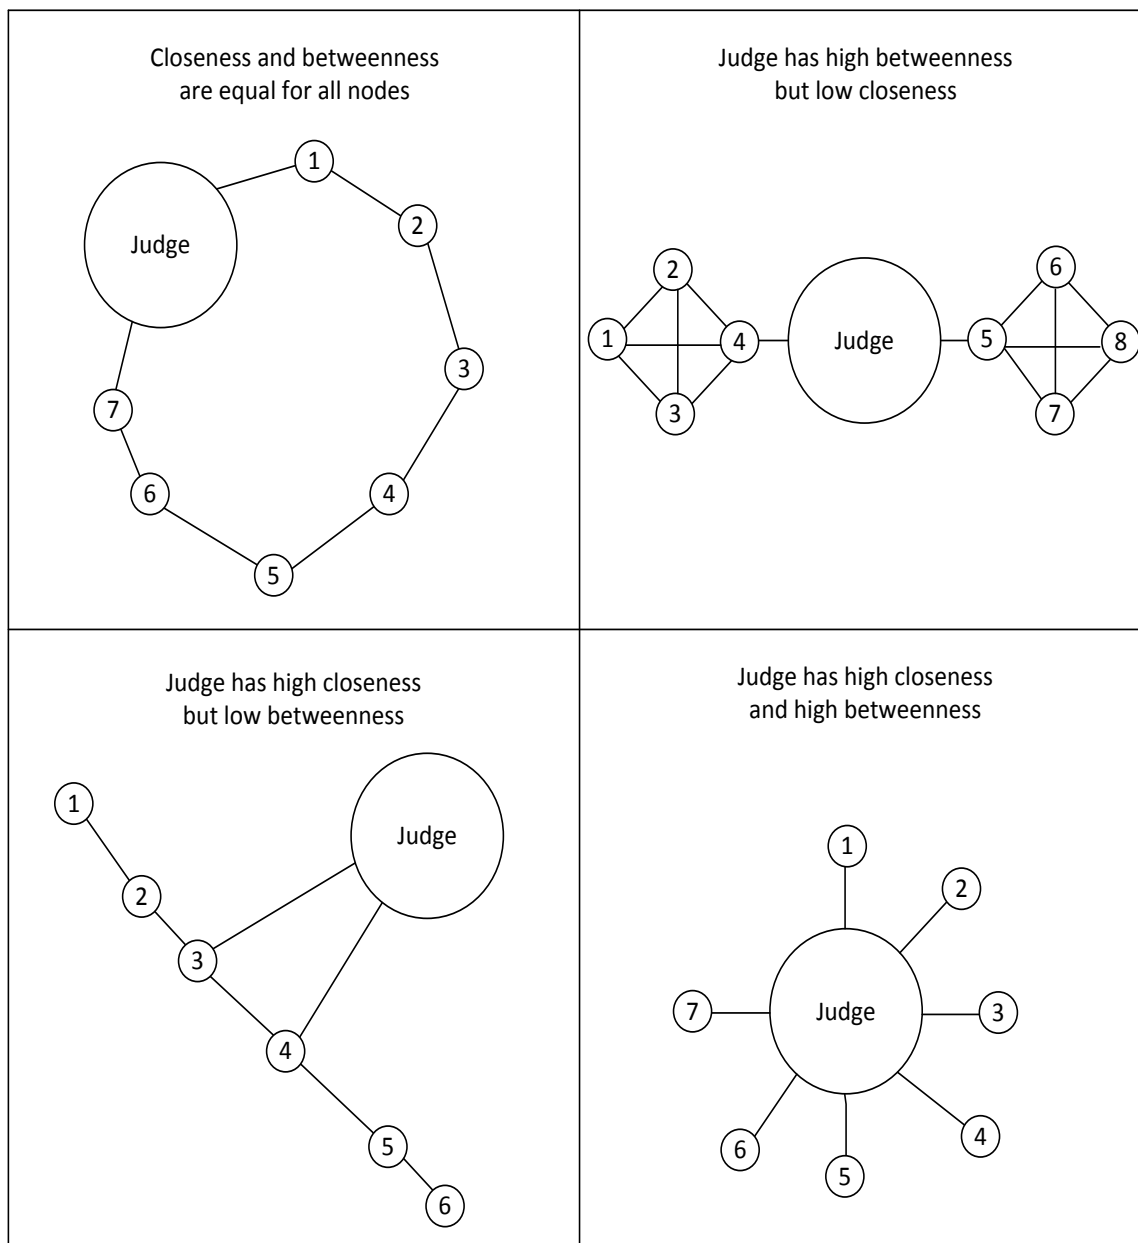 Closeness and betweenness
are equal for all nodes
Judge
1
2
3
4
5
6
7
Judge has high betweenness
but low closeness
1
2
3
4
Judge
5
6
7
8
Judge has high closeness
but low betweenness
1
2
3
4
5
6
Judge
Judge has high closeness
and high betweenness
1
2
3
4
5
6
7
Judge